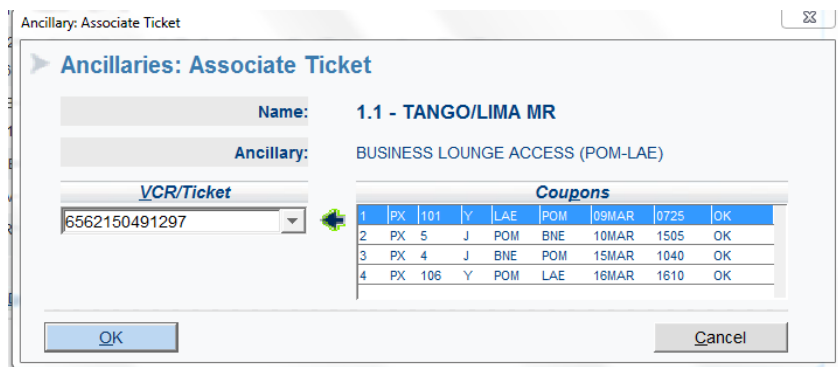 Ancillary: Associate Ticket
Ancillaries: Associate Ticket
Name: 1.1 - TANGO/LIMA MR
Ancillary: BUSINESS LOUNGE ACCESS (POM-LAE)
VCR/Ticket Coupons
6562150491297
1 PX 101 Y LAE POM 09MAR 0725 OK
2 PX 5 J POM BNE 10MAR 1505 OK
3 PX 4 J BNE POM 15MAR 1040 OK
4 PX 106 Y POM LAE 16MAR 1610 OK
OK Cancel